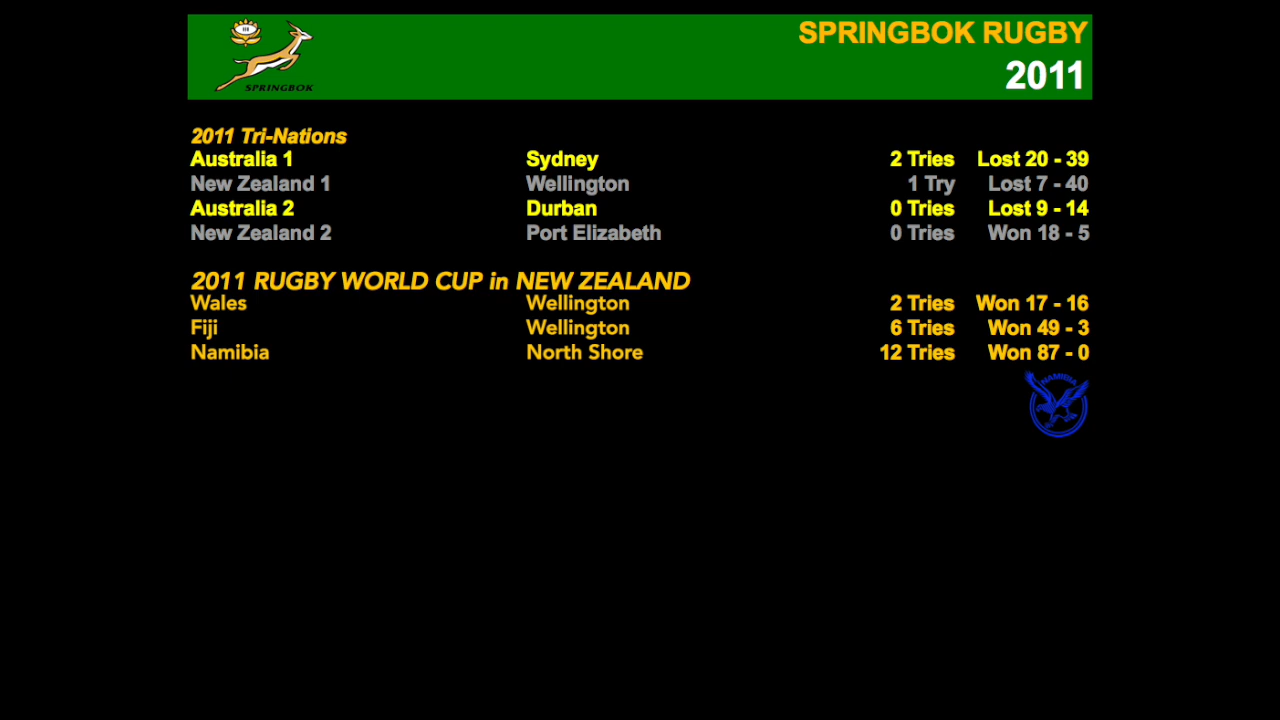 SPRINGBOK RUGBY
2011
SPRINGBOK
2011 Tri-Nations
Australia 1 Sydney 2 Tries Lost 20 - 39
New Zealand 1 Wellington 1 Try Lost 7 - 40
Australia 2 Durban 0 Tries Lost 9 - 14
New Zealand 2 Port Elizabeth 0 Tries Won 18 - 5
2011 RUGBY WORLD CUP in NEW ZEALAND
Wales Wellington 2 Tries Won 17 - 16
Fiji Wellington 6 Tries Won 49 - 3
Namibia North Shore 12 Tries Won 87 - 0
NAMIBIA